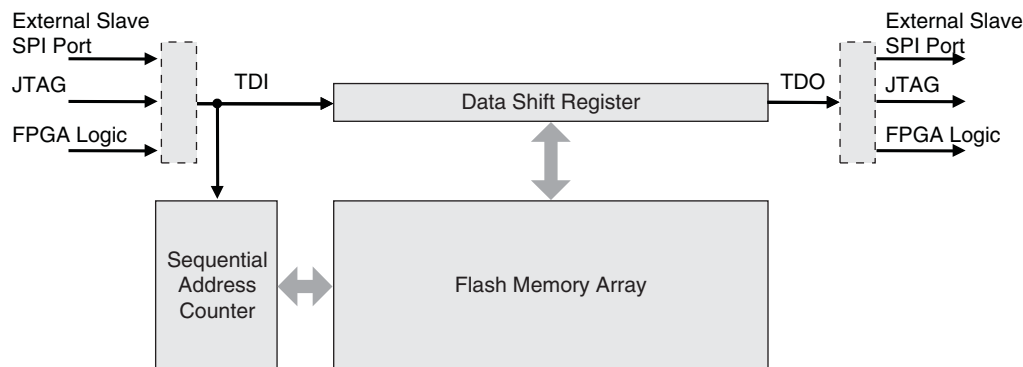 External Slave
SPI Port
JTAG
FPGA Logic
TDI
Data Shift Register
TDO
External Slave
SPI Port
JTAG
FPGA Logic
Sequential
Address
Counter
Flash Memory Array